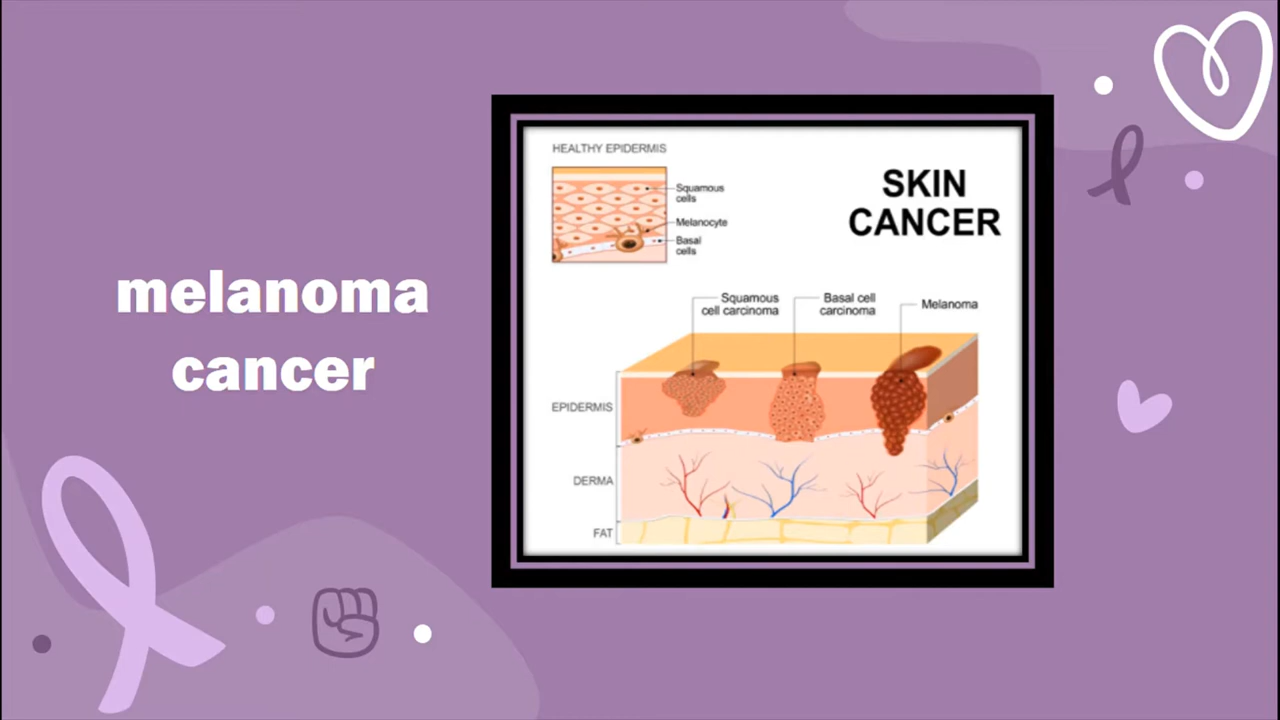 melanoma
cancer
HEALTHY EPIDERMIS
Squamous
cells
Melanocyte
Basal
cells
SKIN
CANCER
Squamous
cell carcinoma
Basal cell
carcinoma
Melanoma
EPIDERMIS
DERMA
FAT